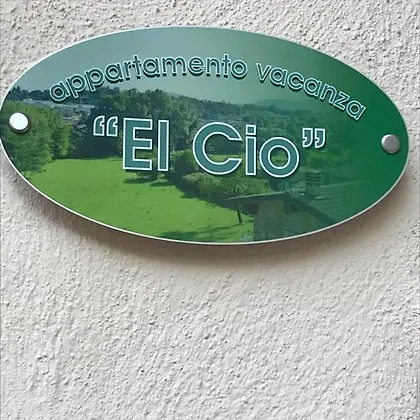 appartamento vacanza
“El Cio”